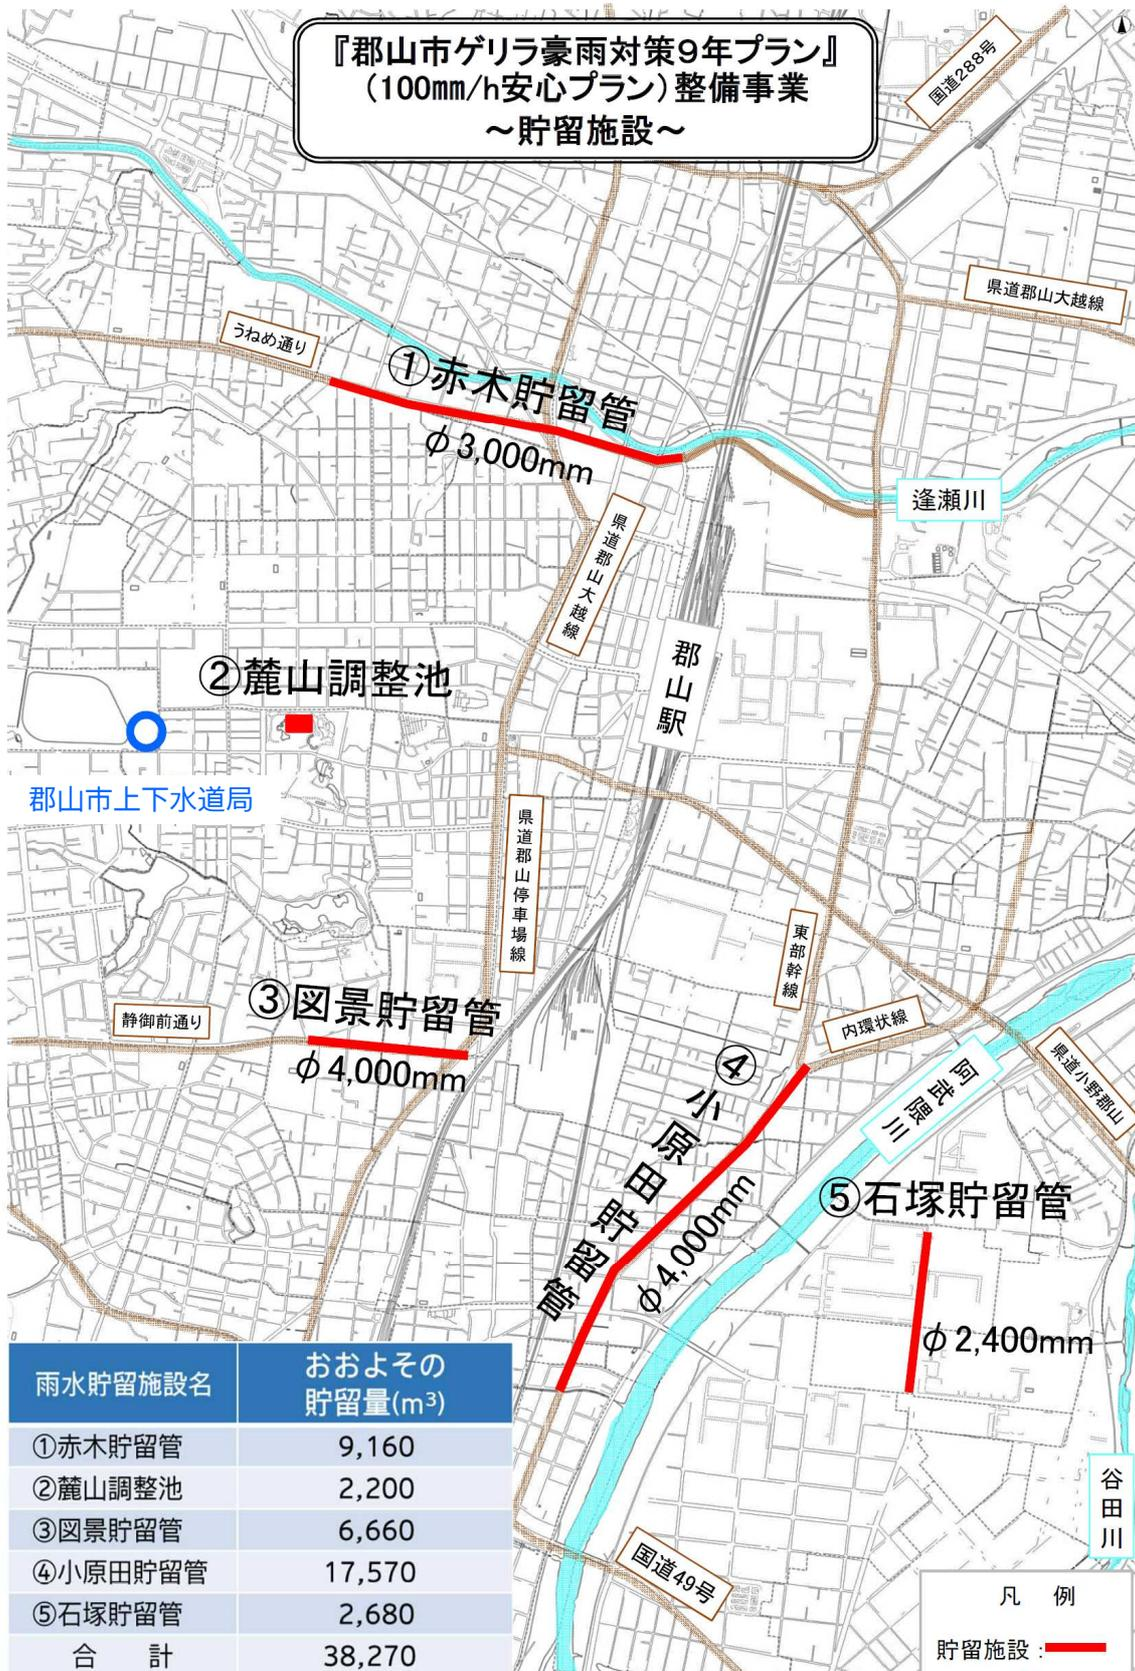 『郡山市ゲリラ豪雨対策9年プラン』
(100mm/h安心プラン)整備事業
～貯留施設～
国道288号
県道郡山大越線
うねめ通り
①赤木貯留管
φ3,000mm
逢瀬川
県道郡山大越線
郡山駅
②麓山調整池
郡山市上下水道局
県道郡山停車場線
東部幹線
静御前通り
③図景貯留管
φ4,000mm
内環状線
県道小野郡山
阿武隈川
④小原田貯留管
φ4,000mm
⑤石塚貯留管
φ2,400mm
谷田川
国道49号
雨水貯留施設名 おおよその貯留量(m³)
①赤木貯留管 9,160
②麓山調整池 2,200
③図景貯留管 6,660
④小原田貯留管 17,570
⑤石塚貯留管 2,680
合　計 38,270
凡　例
貯留施設：